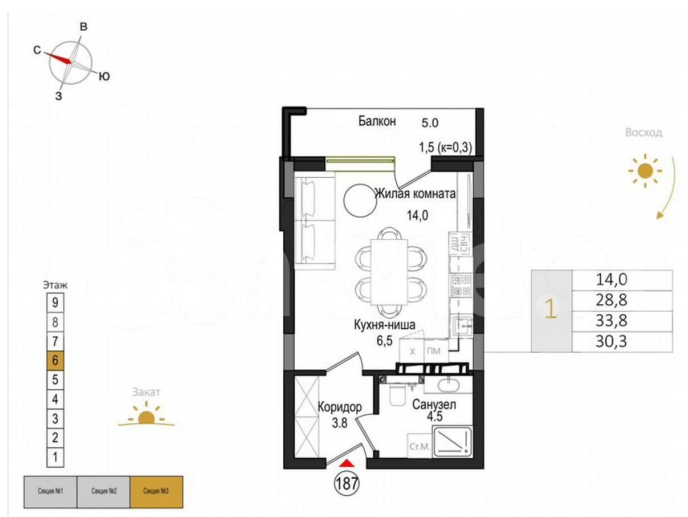 В
С
Ю
З
Балкон 5.0
1,5 (к=0,3)
Восход
Жилая комната
14,0
ДШ
СВЧ
Этаж
9
8
7
6
5
4
3
2
1
Кухня-ниша
6,5
Х
ПМ
1
14,0
28,8
33,8
30,3
Закат
Коридор
3.8
Санузел
4.5
Ст.М.
187
Секция №1
Секция №2
Секция №3